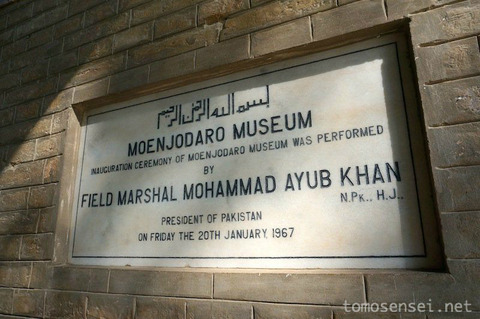 بسم الله الرحمن الرحیم
MOENJODARO MUSEUM
INAUGURATION CEREMONY OF MOENJODARO MUSEUM WAS PERFORMED
BY
FIELD MARSHAL MOHAMMAD AYUB KHAN
N.PK., H.J.,
PRESIDENT OF PAKISTAN
ON FRIDAY THE 20TH JANUARY, 1967
tomosensei.net